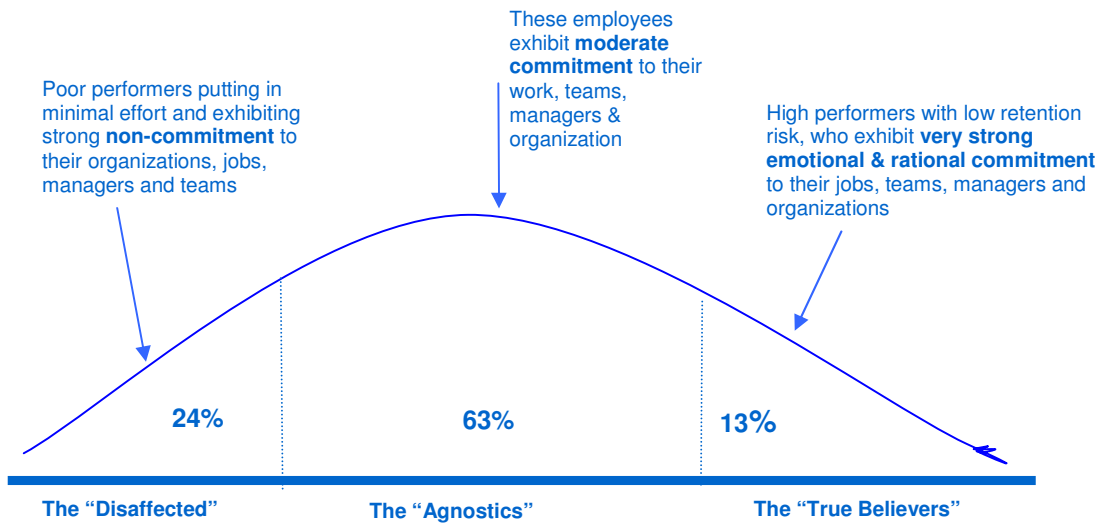 These employees
exhibit moderate
commitment to their
work, teams,
managers &
organization
Poor performers putting in
minimal effort and exhibiting
strong non-commitment to
their organizations, jobs,
managers and teams
High performers with low retention
risk, who exhibit very strong
emotional & rational commitment
to their jobs, teams, managers and
organizations
24%
63%
13%
The “Disaffected”
The “Agnostics”
The “True Believers”